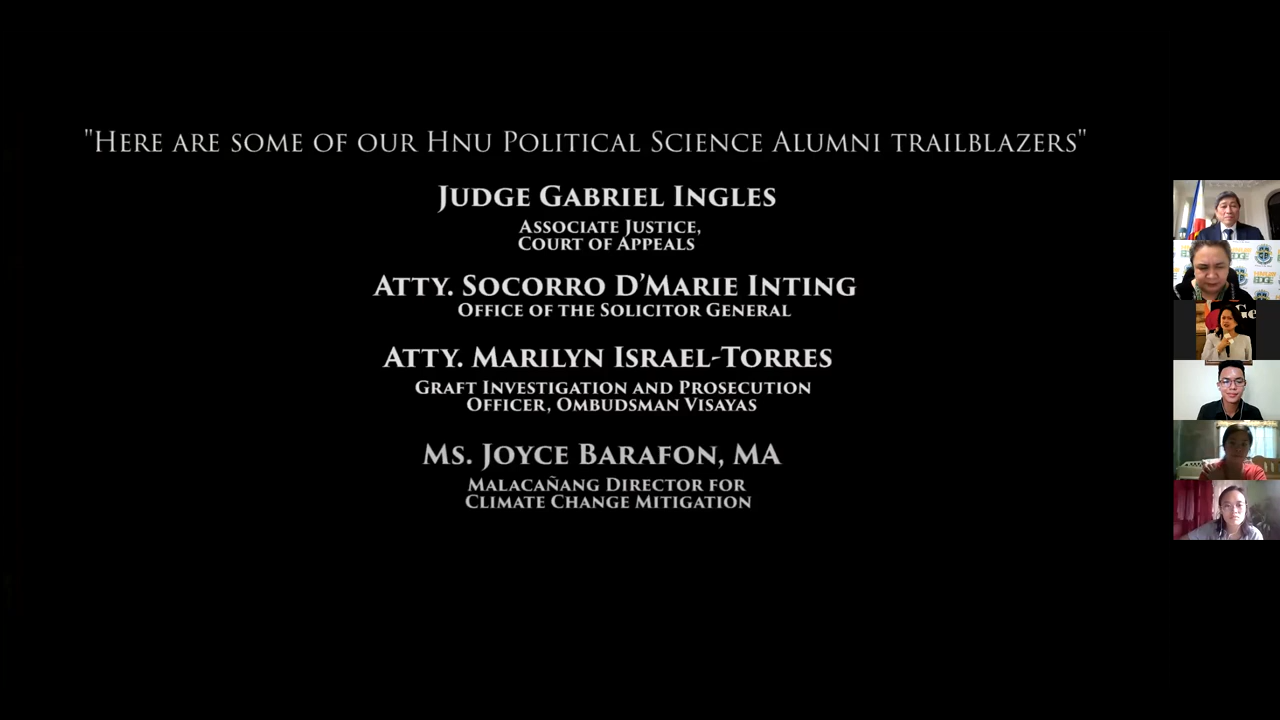 "Here are some of our Hnu Political Science Alumni trailblazers"
Judge Gabriel Ingles
Associate Justice,
Court of Appeals
Atty. Socorro D'Marie Inting
Office of the Solicitor General
Atty. Marilyn Israel-Torres
Graft Investigation and Prosecution
Officer, Ombudsman Visayas
Ms. Joyce Barafon, MA
Malacañang Director for
Climate Change Mitigation
EDGE
Ge